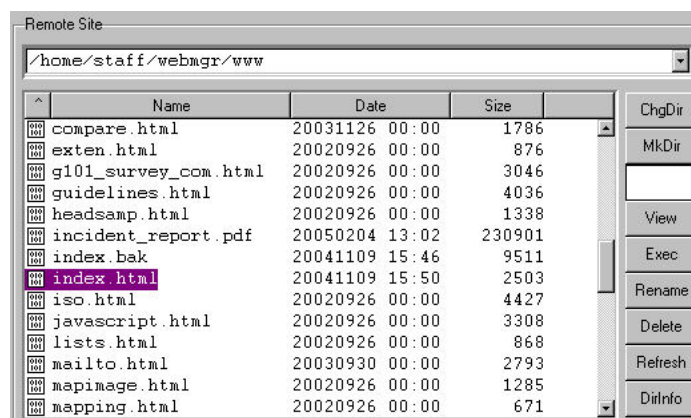 Remote Site
/home/staff/webmgr/www
^ Name Date Size
ChgDir
compare.html 20031126 00:00 1786
MkDir
exten.html 20020926 00:00 876
g101_survey_com.html 20020926 00:00 3046
guidelines.html 20020926 00:00 4036
headsamp.html 20020926 00:00 1338
View
incident_report.pdf 20050204 13:02 230901
index.bak 20041109 15:46 9511
Exec
index.html 20041109 15:50 2503
Rename
iso.html 20020926 00:00 4427
javascript.html 20020926 00:00 3308
Delete
lists.html 20020926 00:00 868
mailto.html 20030930 00:00 2793
Refresh
mapimage.html 20020926 00:00 1285
DirInfo
mapping.html 20020926 00:00 671